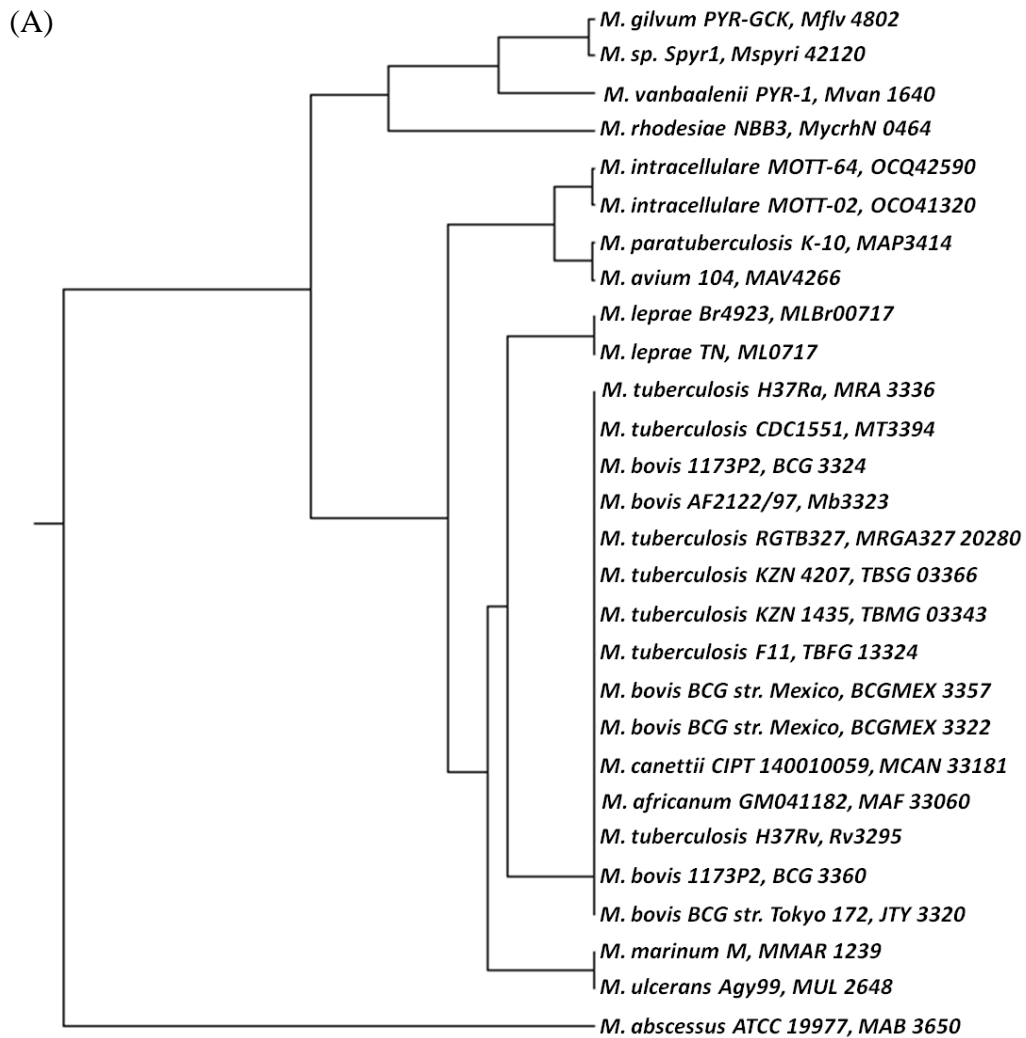 (A)
M. gilvum PYR-GCK, Mflv 4802
M. sp. Spyr1, Mspyri 42120
M. vanbaalenii PYR-1, Mvan 1640
M. rhodesiae NBB3, MycrhN 0464
M. intracellulare MOTT-64, OCQ42590
M. intracellulare MOTT-02, OCO41320
M. paratuberculosis K-10, MAP3414
M. avium 104, MAV4266
M. leprae Br4923, MLBr00717
M. leprae TN, ML0717
M. tuberculosis H37Ra, MRA 3336
M. tuberculosis CDC1551, MT3394
M. bovis 1173P2, BCG 3324
M. bovis AF2122/97, Mb3323
M. tuberculosis RGTB327, MRGA327 20280
M. tuberculosis KZN 4207, TBSG 03366
M. tuberculosis KZN 1435, TBMG 03343
M. tuberculosis F11, TBFG 13324
M. bovis BCG str. Mexico, BCGMEX 3357
M. bovis BCG str. Mexico, BCGMEX 3322
M. canettii CIPT 140010059, MCAN 33181
M. africanum GM041182, MAF 33060
M. tuberculosis H37Rv, Rv3295
M. bovis 1173P2, BCG 3360
M. bovis BCG str. Tokyo 172, JTY 3320
M. marinum M, MMAR 1239
M. ulcerans Agy99, MUL 2648
M. abscessus ATCC 19977, MAB 3650